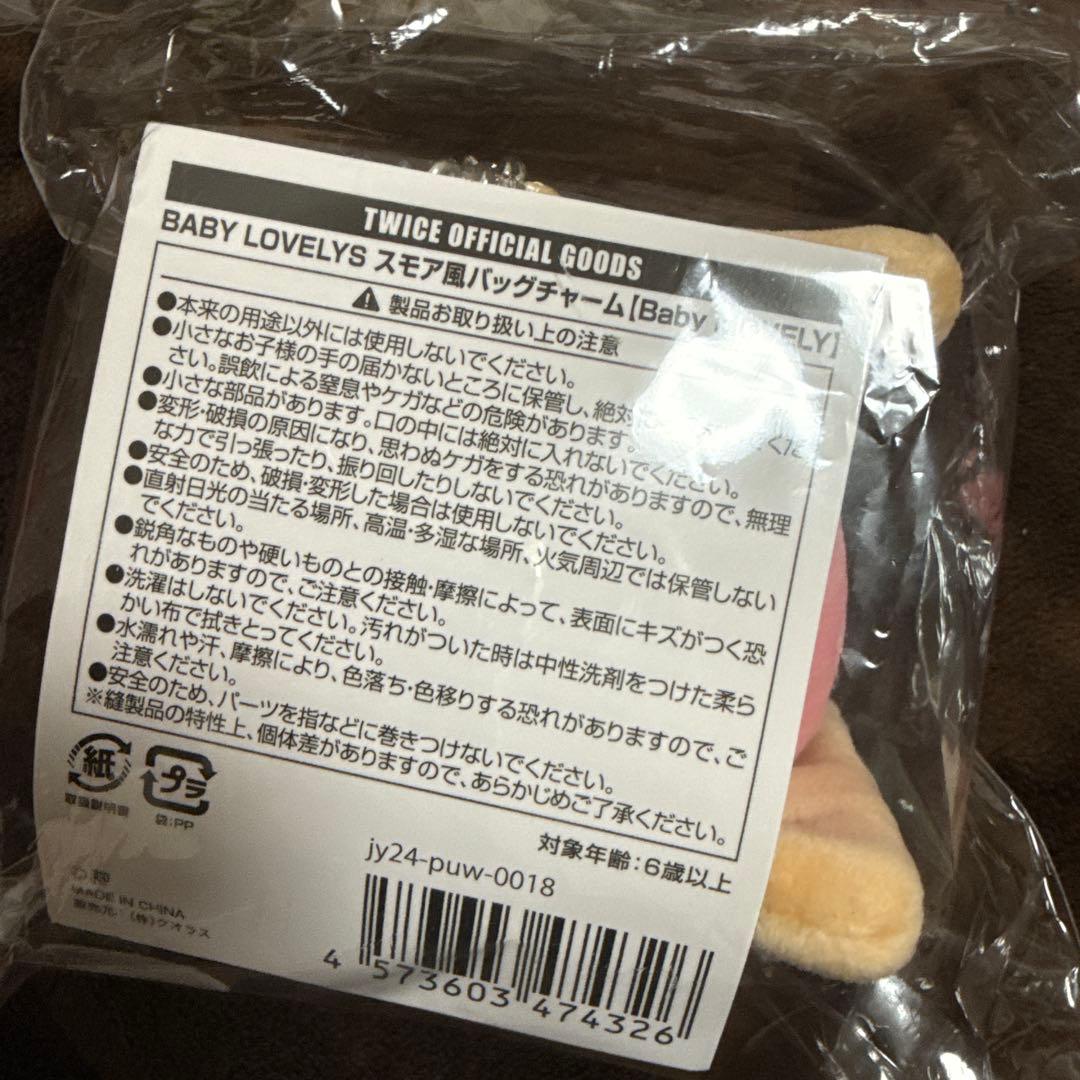 TWICE OFFICIAL GOODS
BABY LOVELYS スモア風バッグチャーム【Baby LOVELY】
製品お取り扱い上の注意
●本来の用途以外には使用しないでください。
●小さなお子様の手の届かないところに保管し、絶対
さい。誤飲による窒息やケガなどの危険があります。
●小さな部品があります。口の中には絶対に入れないでください。
●変形・破損の原因になり、思わぬケガをする恐れがありますので、無理
な力で引っ張ったり、振り回したりしないでください。
●安全のため、破損・変形した場合は使用しないでください。
●直射日光の当たる場所、高温・多湿な場所、火気周辺では保管しない
でください。
●鋭角なものや硬いものとの接触・摩擦によって、表面にキズがつく恐
れがありますので、ご注意ください。
●洗濯はしないでください。汚れがついた時は中性洗剤をつけた柔ら
かい布で拭きとってください。
●水濡れや汗、摩擦により、色落ち・色移りする恐れがありますので、ご
注意ください。
●安全のため、パーツを指などに巻きつけないでください。
※縫製品の特性上、個体差がありますので、あらかじめご了承ください。
紙
取扱説明書
プラ
袋:PP
対象年齢:6歳以上
jy24-puw-0018
MADE IN CHINA
販売元:(株)クオラス
4 573603 474326